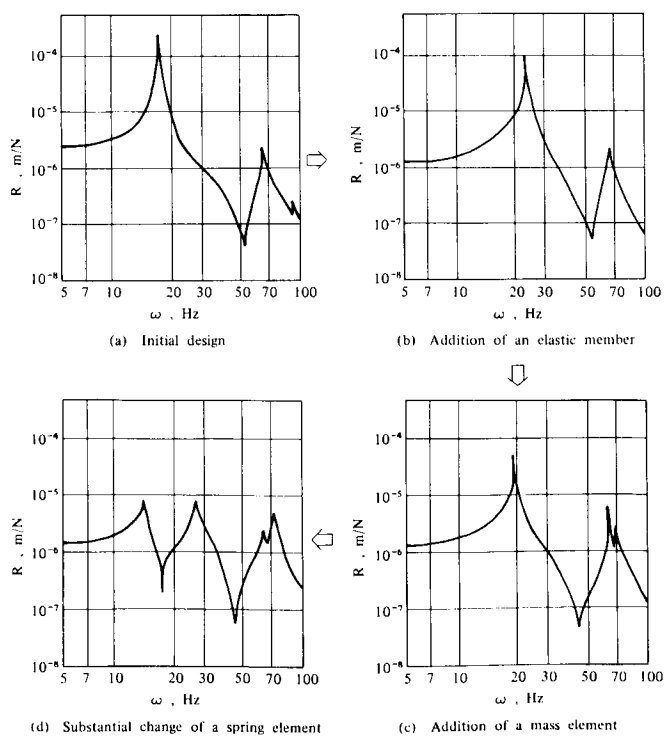 10⁻⁴
10⁻⁵
10⁻⁶
10⁻⁷
10⁻⁸
R , m/N
5 7 10 20 30 50 70 100
ω , Hz
(a) Initial design
10⁻⁴
10⁻⁵
10⁻⁶
10⁻⁷
10⁻⁸
R , m/N
5 7 10 20 30 50 70 100
ω , Hz
(b) Addition of an elastic member
10⁻⁴
10⁻⁵
10⁻⁶
10⁻⁷
10⁻⁸
R , m/N
5 7 10 20 30 50 70 100
ω , Hz
(d) Substantial change of a spring element
10⁻⁴
10⁻⁵
10⁻⁶
10⁻⁷
10⁻⁸
R , m/N
5 7 10 20 30 50 70 100
ω , Hz
(c) Addition of a mass element